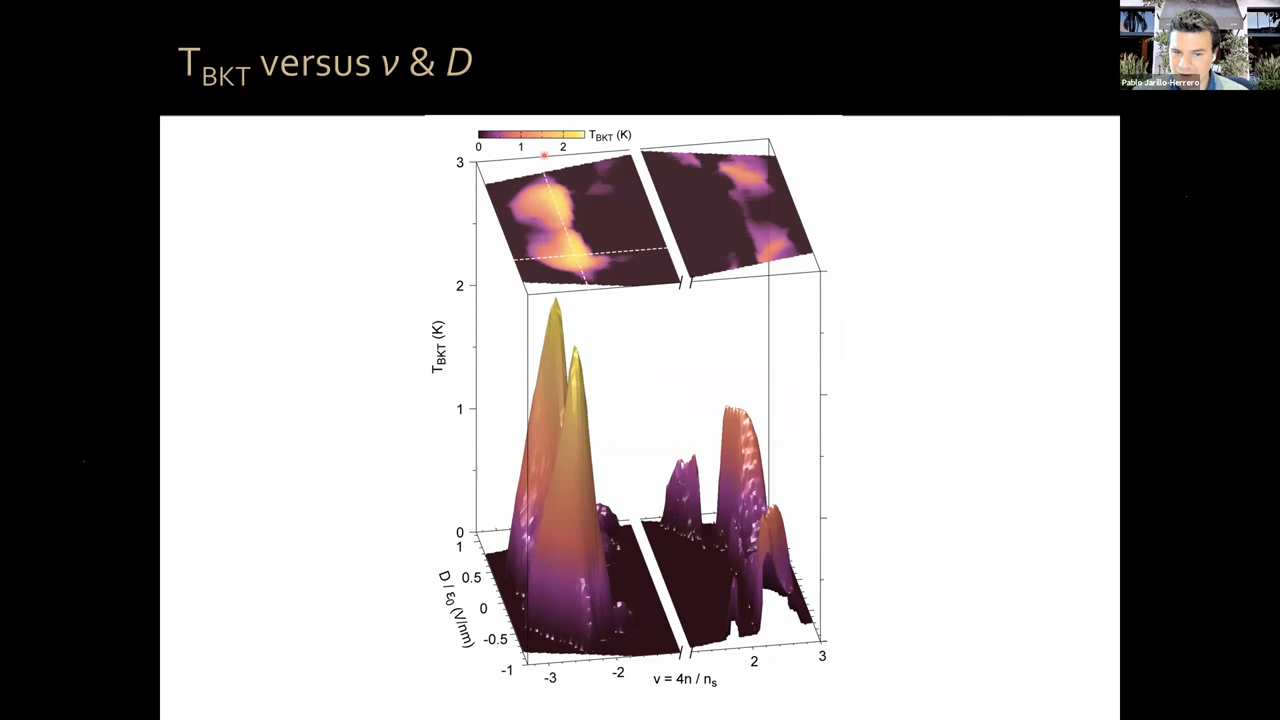 T_BKT versus ν & D
Pablo Jarillo-Herrero
0 1 2 T_BKT (K)
3
2
1
0
T_BKT (K)
1
0.5
0
-0.5
-1
D / ε₀ (V/nm)
-3 -2 2 3
ν = 4n / n_s